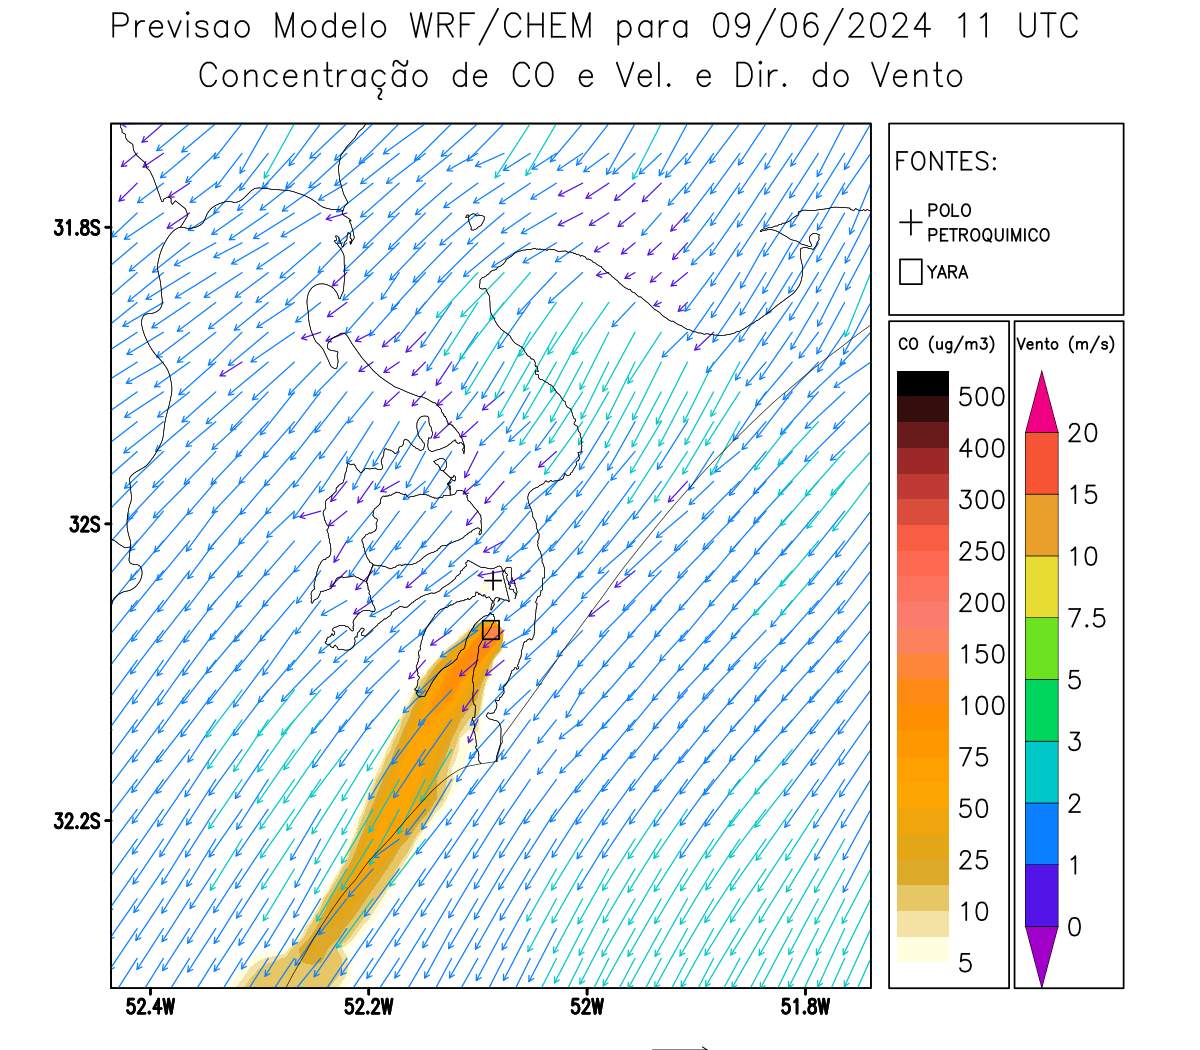 Previsao Modelo WRF/CHEM para 09/06/2024 11 UTC
Concentração de CO e Vel. e Dir. do Vento
FONTES:
POLO
PETROQUIMICO
YARA
CO (ug/m3)
500
400
300
250
200
150
100
75
50
25
10
5
Vento (m/s)
20
15
10
7.5
5
3
2
1
0
31.8S
32S
32.2S
52.4W
52.2W
52W
51.8W